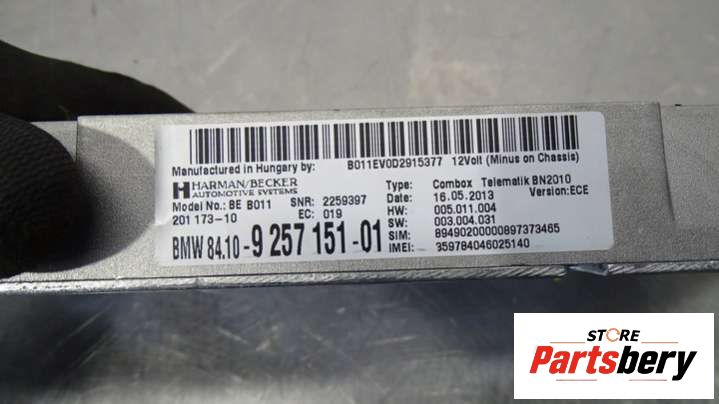 Manufactured in Hungary by: B011EV0D2915377 12Volt (Minus on Chassis)
HARMAN/BECKER Type: Combox Telematik BN2010
AUTOMOTIVE SYSTEMS Date: 16.05.2013 Version:ECE
Model No.: BE B011 SNR: 2259397 HW: 005.011.004
201 173-10 EC: 019 SW: 003.004.031
SIM: 89490200000897373465
BMW 84.10-9 257 151-01 IMEI: 359784046025140
STORE
Partsbery